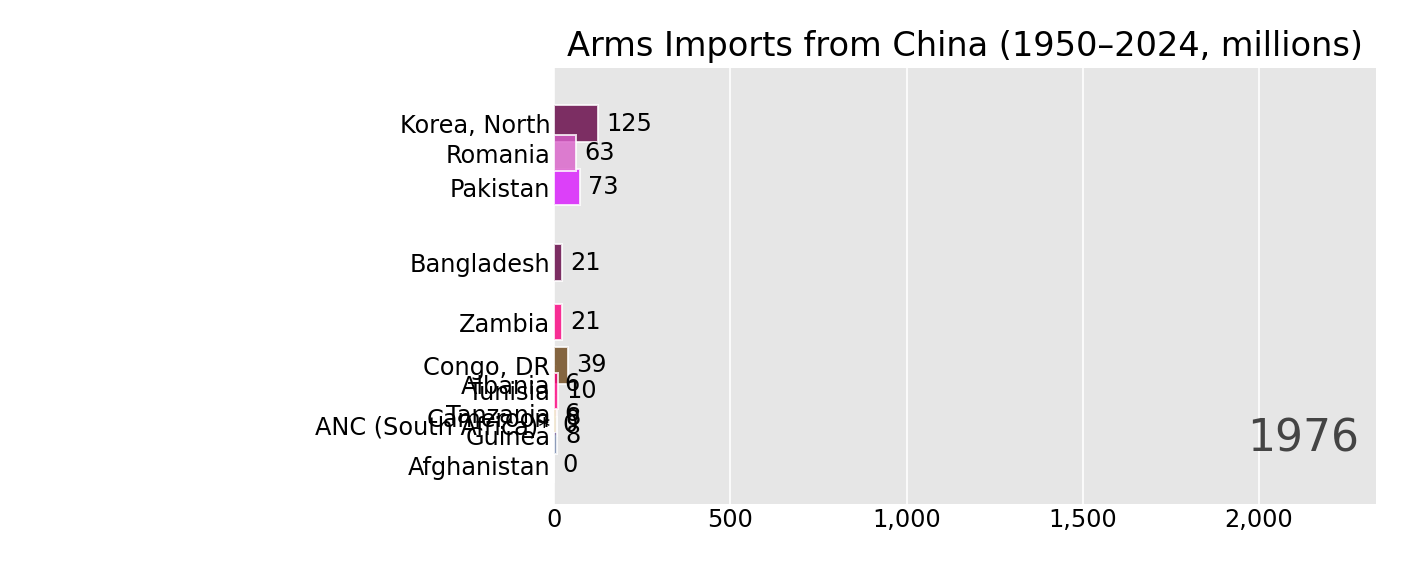 Arms Imports from China (1950–2024, millions)
Korea, North 125
Romania 63
Pakistan 73
Bangladesh 21
Zambia 21
Congo, DR 39
Albania 6
Tunisia 10
Tanzania 6
Cameroon
ANC (South Africa)* 0
Guinea 8
1976
Afghanistan 0
0 500 1,000 1,500 2,000